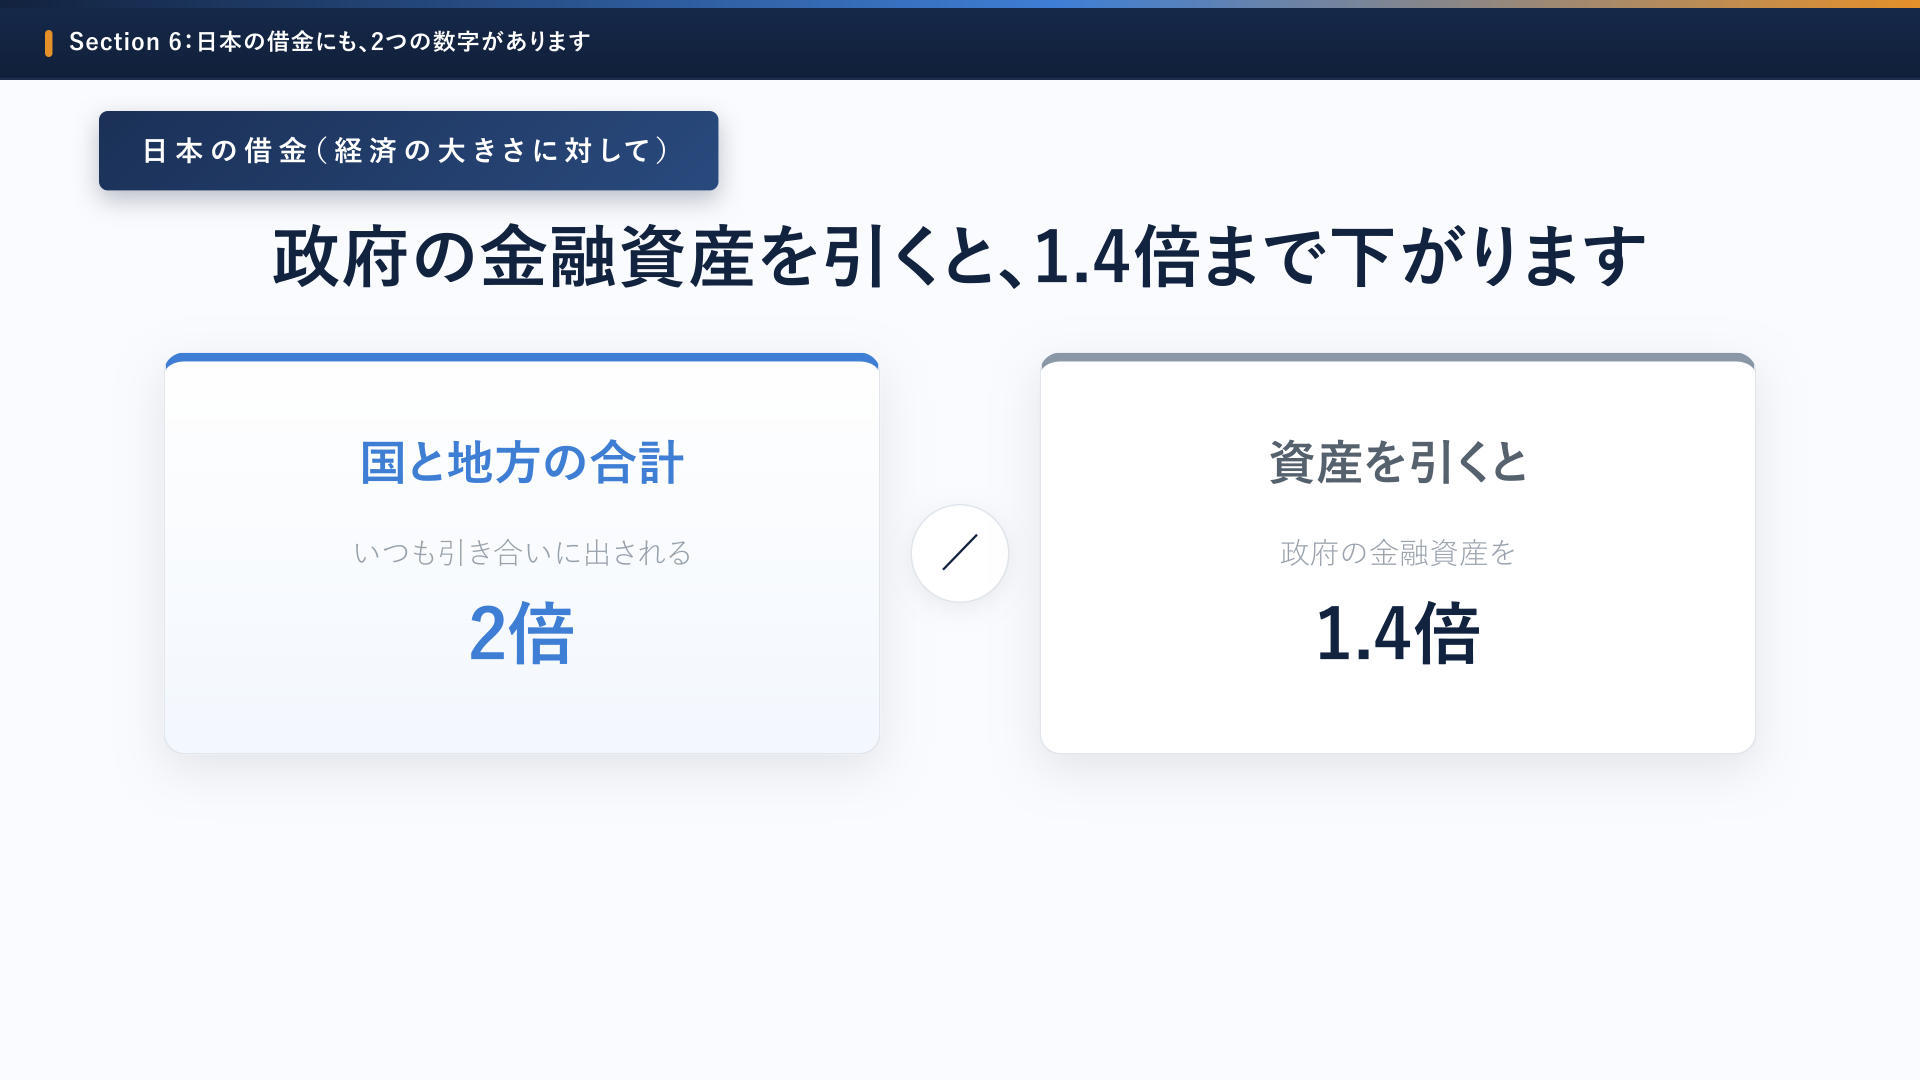 Section 6：日本の借金にも、2つの数字があります
日本の借金（経済の大きさに対して）
政府の金融資産を引くと、1.4倍まで下がります
国と地方の合計
いつも引き合いに出される
2倍
／
資産を引くと
政府の金融資産を
1.4倍